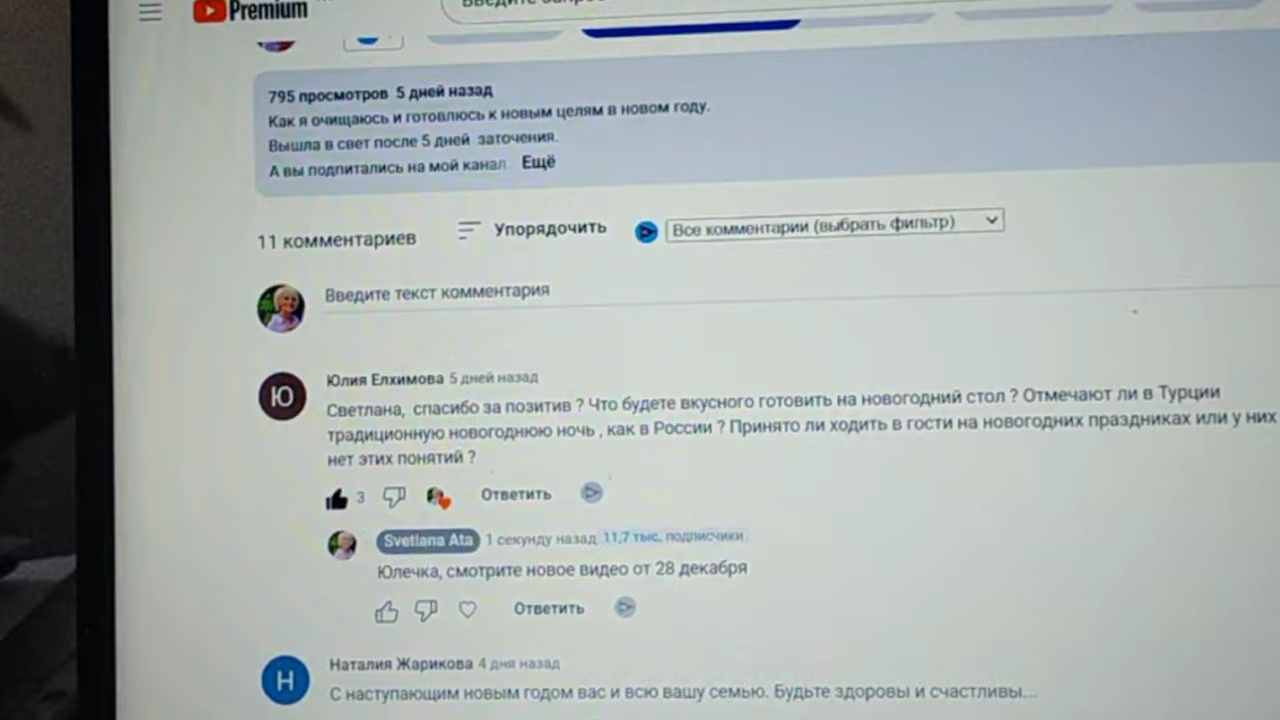 Premium
Введите
795 просмотров 5 дней назад
Как я очищаюсь и готовлюсь к новым целям в новом году.
Вышла в свет после 5 дней заточения.
А вы подпитались на мой канал. Ещё
11 комментариев
Упорядочить
Все комментарии (выбрать фильтр)
Введите текст комментария
Ю
Юлия Елхимова 5 дней назад
Светлана, спасибо за позитив ? Что будете вкусного готовить на новогодний стол ? Отмечают ли в Турции
традиционную новогоднюю ночь , как в России ? Принято ли ходить в гости на новогодних праздниках или у них
нет этих понятий ?
3
Ответить
Svetlana Ata 1 секунду назад 11,7 тыс. подписчики
Юлечка, смотрите новое видео от 28 декабря
Ответить
Н
Наталия Жарикова 4 дня назад
С наступающим новым годом вас и всю вашу семью. Будьте здоровы и счастливы...